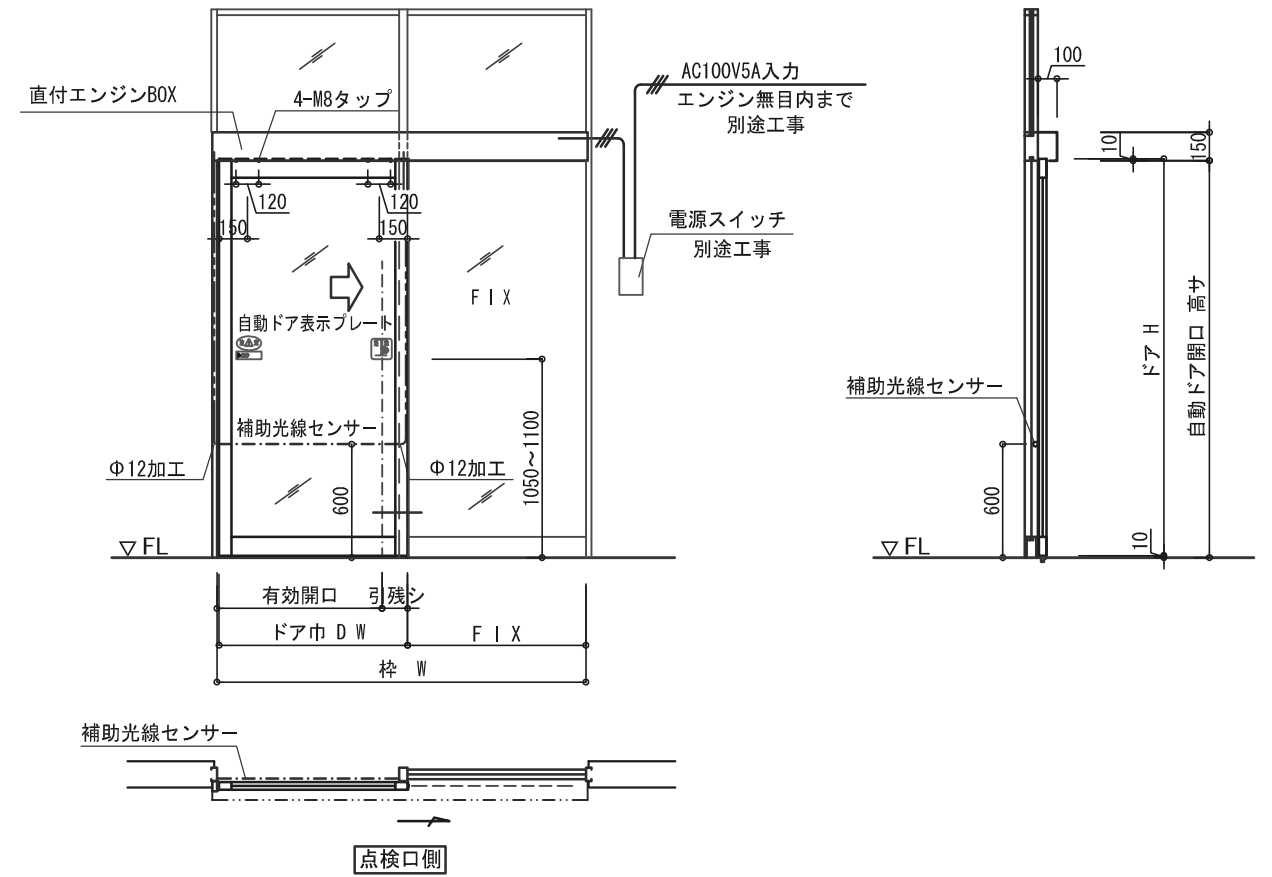 直付エンジンBOX
4-M8タップ
AC100V5A入力
エンジン無目内まで
別途工事
120
120
150
150
電源スイッチ
別途工事
FIX
自動ドア表示プレート
補助光線センサー
Φ12加工
Φ12加工
600
1050~1100
▽FL
有効開口
引残シ
ドア巾 DW
FIX
枠 W
100
10
150
ドア H
自動ドア開口 高サ
補助光線センサー
600
10
▽FL
補助光線センサー
点検口側